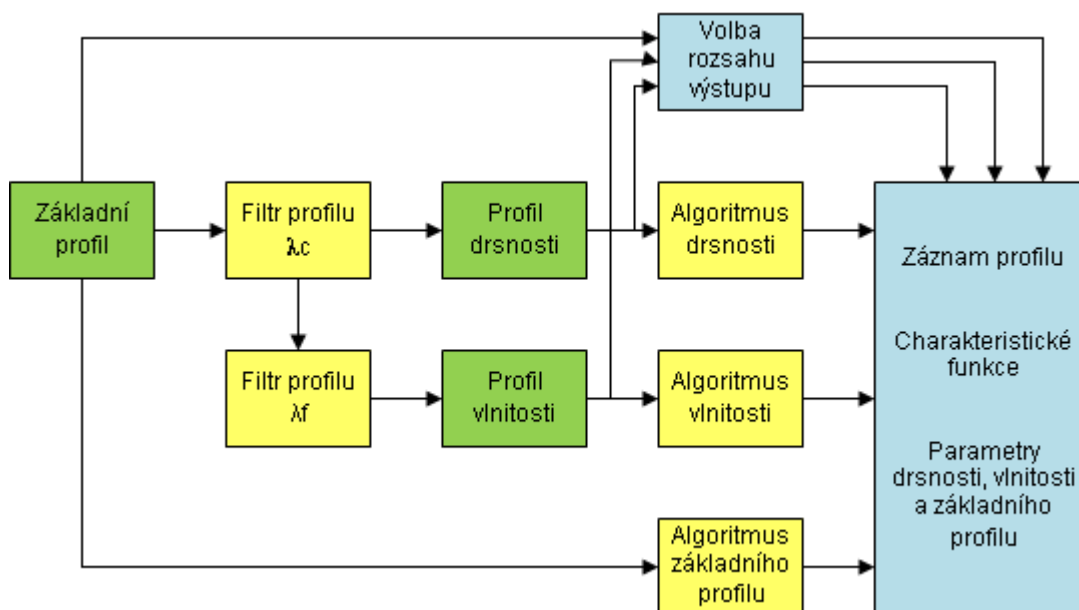 Volba
rozsahu
výstupu
Základní
profil
Filtr profilu
λc
Profil
drsnosti
Algoritmus
drsnosti
Filtr profilu
λf
Profil
vlnitosti
Algoritmus
vlnitosti
Algoritmus
základního
profilu
Záznam profilu
Charakteristické
funkce
Parametry
drsnosti, vlnitosti
a základního
profilu